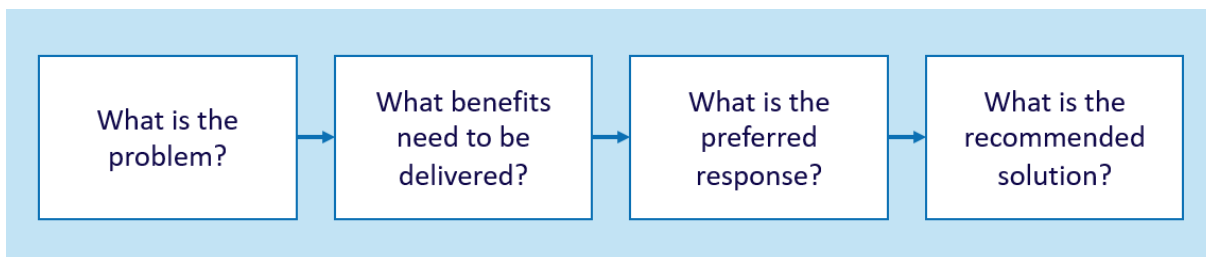 What is the
problem?
What benefits
need to be
delivered?
What is the
preferred
response?
What is the
recommended
solution?